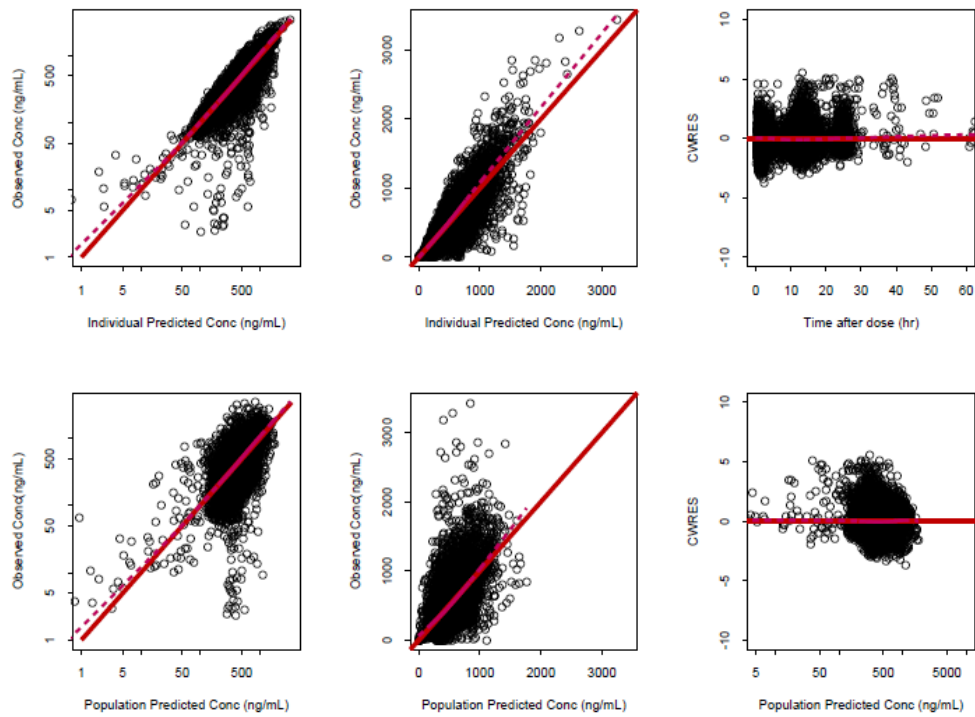 Observed Conc (ng/mL)
500
50
5
1
1 5 50 500
Individual Predicted Conc (ng/mL)
Observed Conc (ng/mL)
3000
2000
1000
0
0 1000 2000 3000
Individual Predicted Conc (ng/mL)
CWRES
10
5
0
-5
-10
0 10 20 30 40 50 60
Time after dose (hr)
Observed Conc(ng/mL)
500
50
5
1
1 5 50 500
Population Predicted Conc (ng/mL)
Observed Conc(ng/mL)
3000
2000
1000
0
0 1000 2000 3000
Population Predicted Conc (ng/mL)
CWRES
10
5
0
-5
-10
5 50 500 5000
Population Predicted Conc (ng/mL)